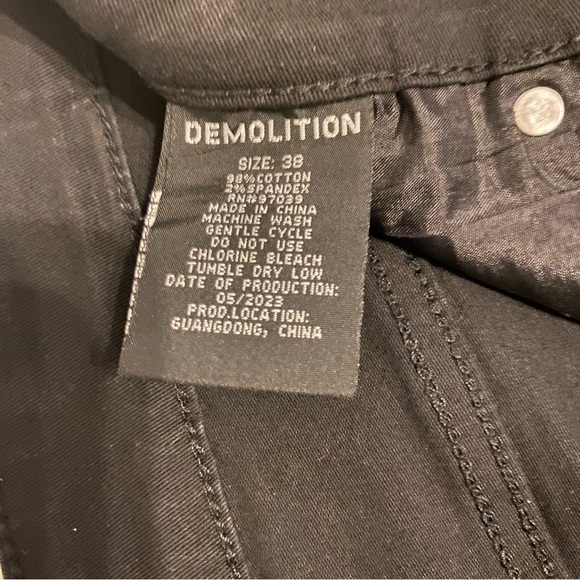 DEMOLITION
SIZE: 38
98%COTTON
2%SPANDEX
RN#97039
MADE IN CHINA
MACHINE WASH
GENTLE CYCLE
DO NOT USE
CHLORINE BLEACH
TUMBLE DRY LOW
DATE OF PRODUCTION:
05/2023
PROD.LOCATION:
GUANGDONG, CHINA